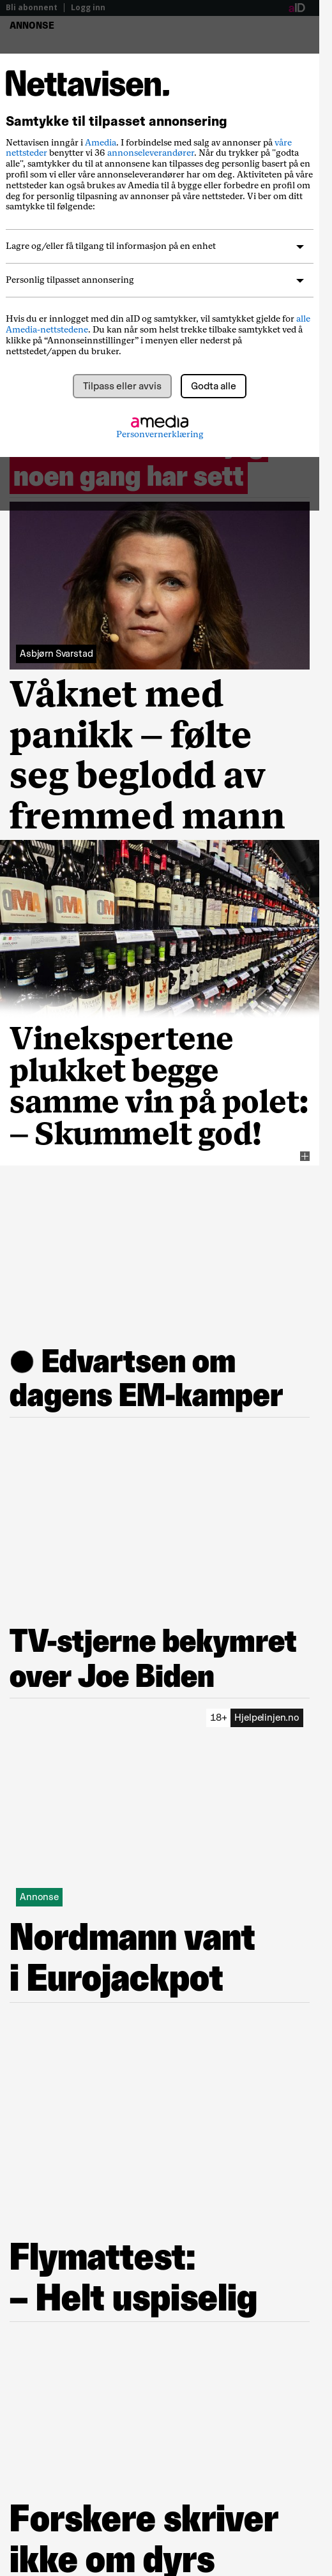 Bli abonnent | Logg inn
aID
ANNONSE
Nettavisen.
Samtykke til tilpasset annonsering
Nettavisen inngår i Amedia. I forbindelse med salg av annonser på våre
nettsteder benytter vi 36 annonseleverandører. Når du trykker på "godta
alle", samtykker du til at annonsene kan tilpasses deg personlig basert på en
profil som vi eller våre annonseleverandører har om deg. Aktiviteten på våre
nettsteder kan også brukes av Amedia til å bygge eller forbedre en profil om
deg for personlig tilpasning av annonser på våre nettsteder. Vi ber om ditt
samtykke til følgende:
Lagre og/eller få tilgang til informasjon på en enhet
Personlig tilpasset annonsering
Hvis du er innlogget med din aID og samtykker, vil samtykket gjelde for alle
Amedia-nettstedene. Du kan når som helst trekke tilbake samtykket ved å
klikke på “Annonseinnstillinger” i menyen eller nederst på
nettstedet/appen du bruker.
Tilpass eller avvis
Godta alle
amedia
Personvernerklæring
noen gang har sett
Asbjørn Svarstad
Våknet med
panikk – følte
seg beglodd av
fremmed mann
Vinekspertene
plukket begge
samme vin på polet:
– Skummelt god!
● Edvartsen om
dagens EM-kamper
TV-stjerne bekymret
over Joe Biden
18+ Hjelpelinjen.no
Annonse
Nordmann vant
i Eurojackpot
Flymattest:
– Helt uspiselig
Forskere skriver
ikke om dyrs